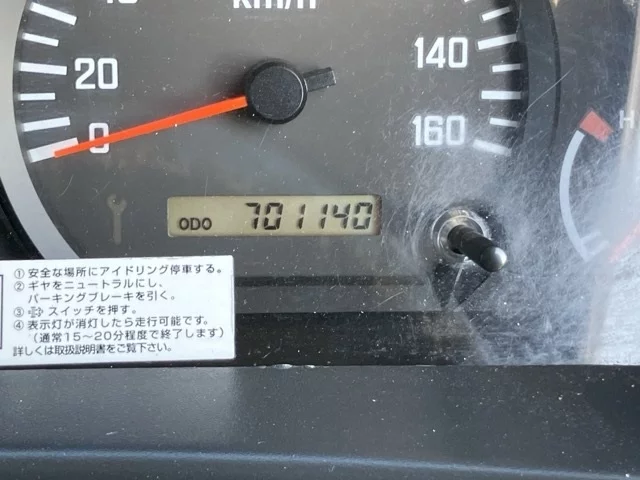 km/h
20
140
0
160
H
ODO 701140
① 安全な場所にアイドリング停車する。
② ギヤをニュートラルにし、
パーキングブレーキを引く。
③ スイッチを押す。
④ 表示灯が消灯したら走行可能です。
（通常15～20分程度で終了します）
詳しくは取扱説明書をご覧下さい。